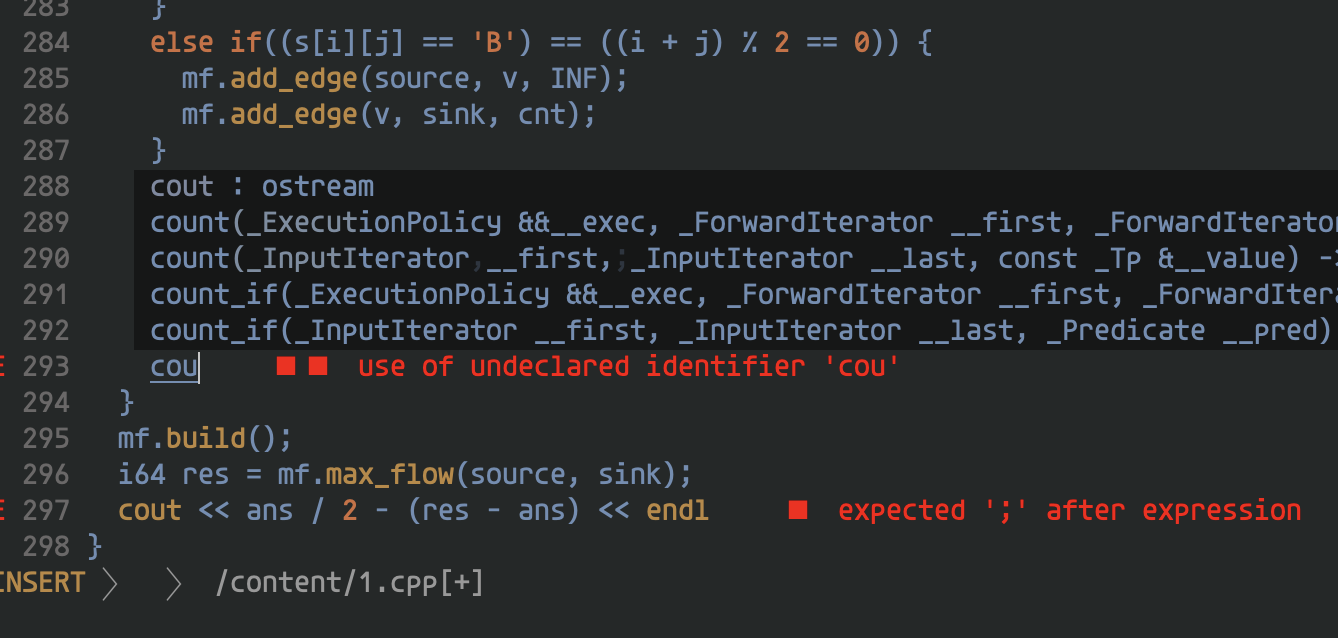 283 }
284 else if((s[i][j] == 'B') == ((i + j) % 2 == 0)) {
285 mf.add_edge(source, v, INF);
286 mf.add_edge(v, sink, cnt);
287 }
288 cout : ostream
289 count(_ExecutionPolicy &&__exec, _ForwardIterator __first, _ForwardIterator
290 count(_InputIterator __first, _InputIterator __last, const _Tp &__value) ->
291 count_if(_ExecutionPolicy &&__exec, _ForwardIterator __first, _ForwardItera
292 count_if(_InputIterator __first, _InputIterator __last, _Predicate __pred)
E 293 cou ■ ■ use of undeclared identifier 'cou'
294 }
295 mf.build();
296 i64 res = mf.max_flow(source, sink);
E 297 cout << ans / 2 - (res - ans) << endl ■ expected ';' after expression
298 }
INSERT /content/1.cpp[+]